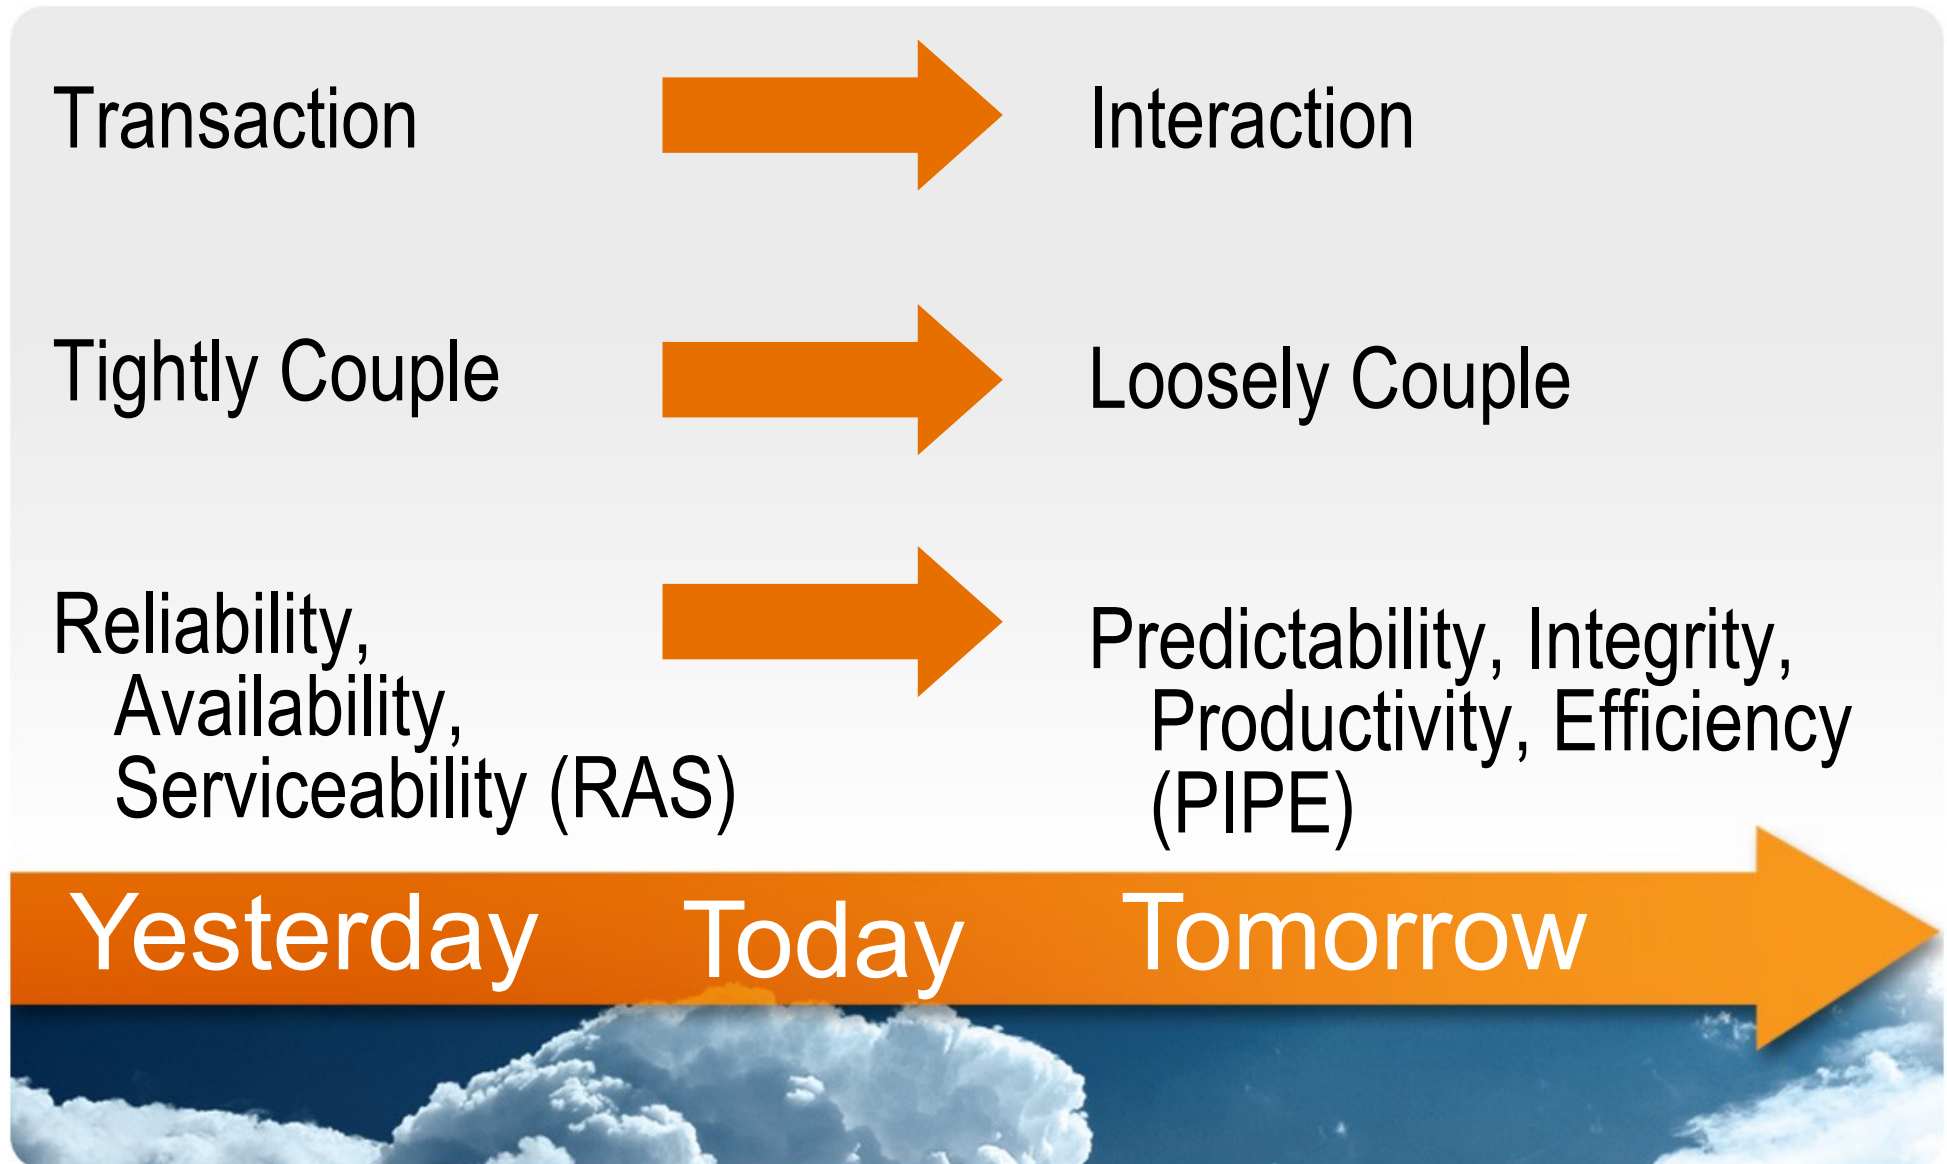 Transaction
Interaction
Tightly Couple
Loosely Couple
Reliability,
Availability,
Serviceability (RAS)
Predictability, Integrity,
Productivity, Efficiency
(PIPE)
Yesterday
Today
Tomorrow